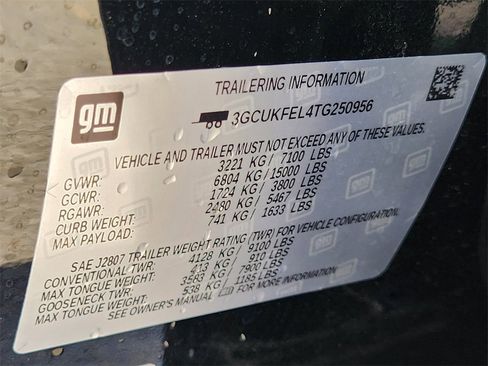 TRAILERING INFORMATION
gm
3GCUKFEL4TG250956
VEHICLE AND TRAILER MUST NOT EXCEED ANY OF THESE VALUES.
GVWR: 3221 KG / 7100 LBS
GCWR: 6804 KG / 15000 LBS
RGAWR: 1724 KG / 3800 LBS
CURB WEIGHT: 2480 KG / 5467 LBS
MAX PAYLOAD: 741 KG / 1633 LBS
SAE J2807 TRAILER WEIGHT RATING (TWR) FOR VEHICLE CONFIGURATION.
CONVENTIONAL TWR: 4128 KG / 9100 LBS
MAX TONGUE WEIGHT: 413 KG / 910 LBS
GOOSENECK TWR: 3583 KG / 7900 LBS
MAX TONGUE WEIGHT: 538 KG / 1185 LBS
SEE OWNER'S MANUAL FOR MORE INFORMATION